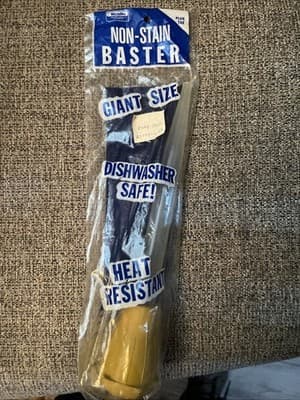 NON-STAIN
BASTER
GIANT SIZE
DISHWASHER
SAFE!
HEAT
RESISTANT